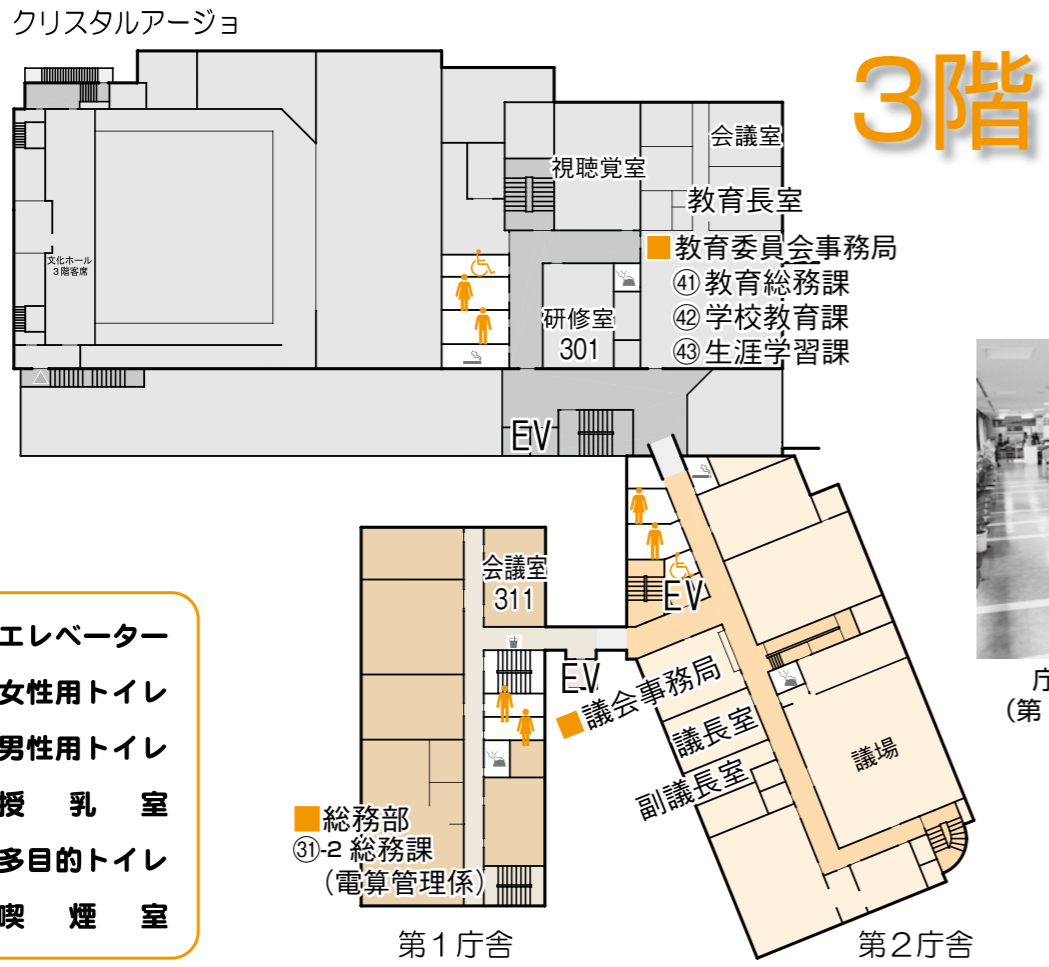 クリスタルアージョ
3階
会議室
視聴覚室
教育長室
■教育委員会事務局
㊶教育総務課
㊷学校教育課
㊸生涯学習課
文化ホール
3階客席
研修室
301
EV
会議室
311
EV
EV
■議会事務局
議長室
副議長室
議場
■総務部
㉛-2 総務課
（電算管理係）
第１庁舎
第２庁舎
エレベーター
女性用トイレ
男性用トイレ
授乳室
多目的トイレ
喫煙室
庁
（第